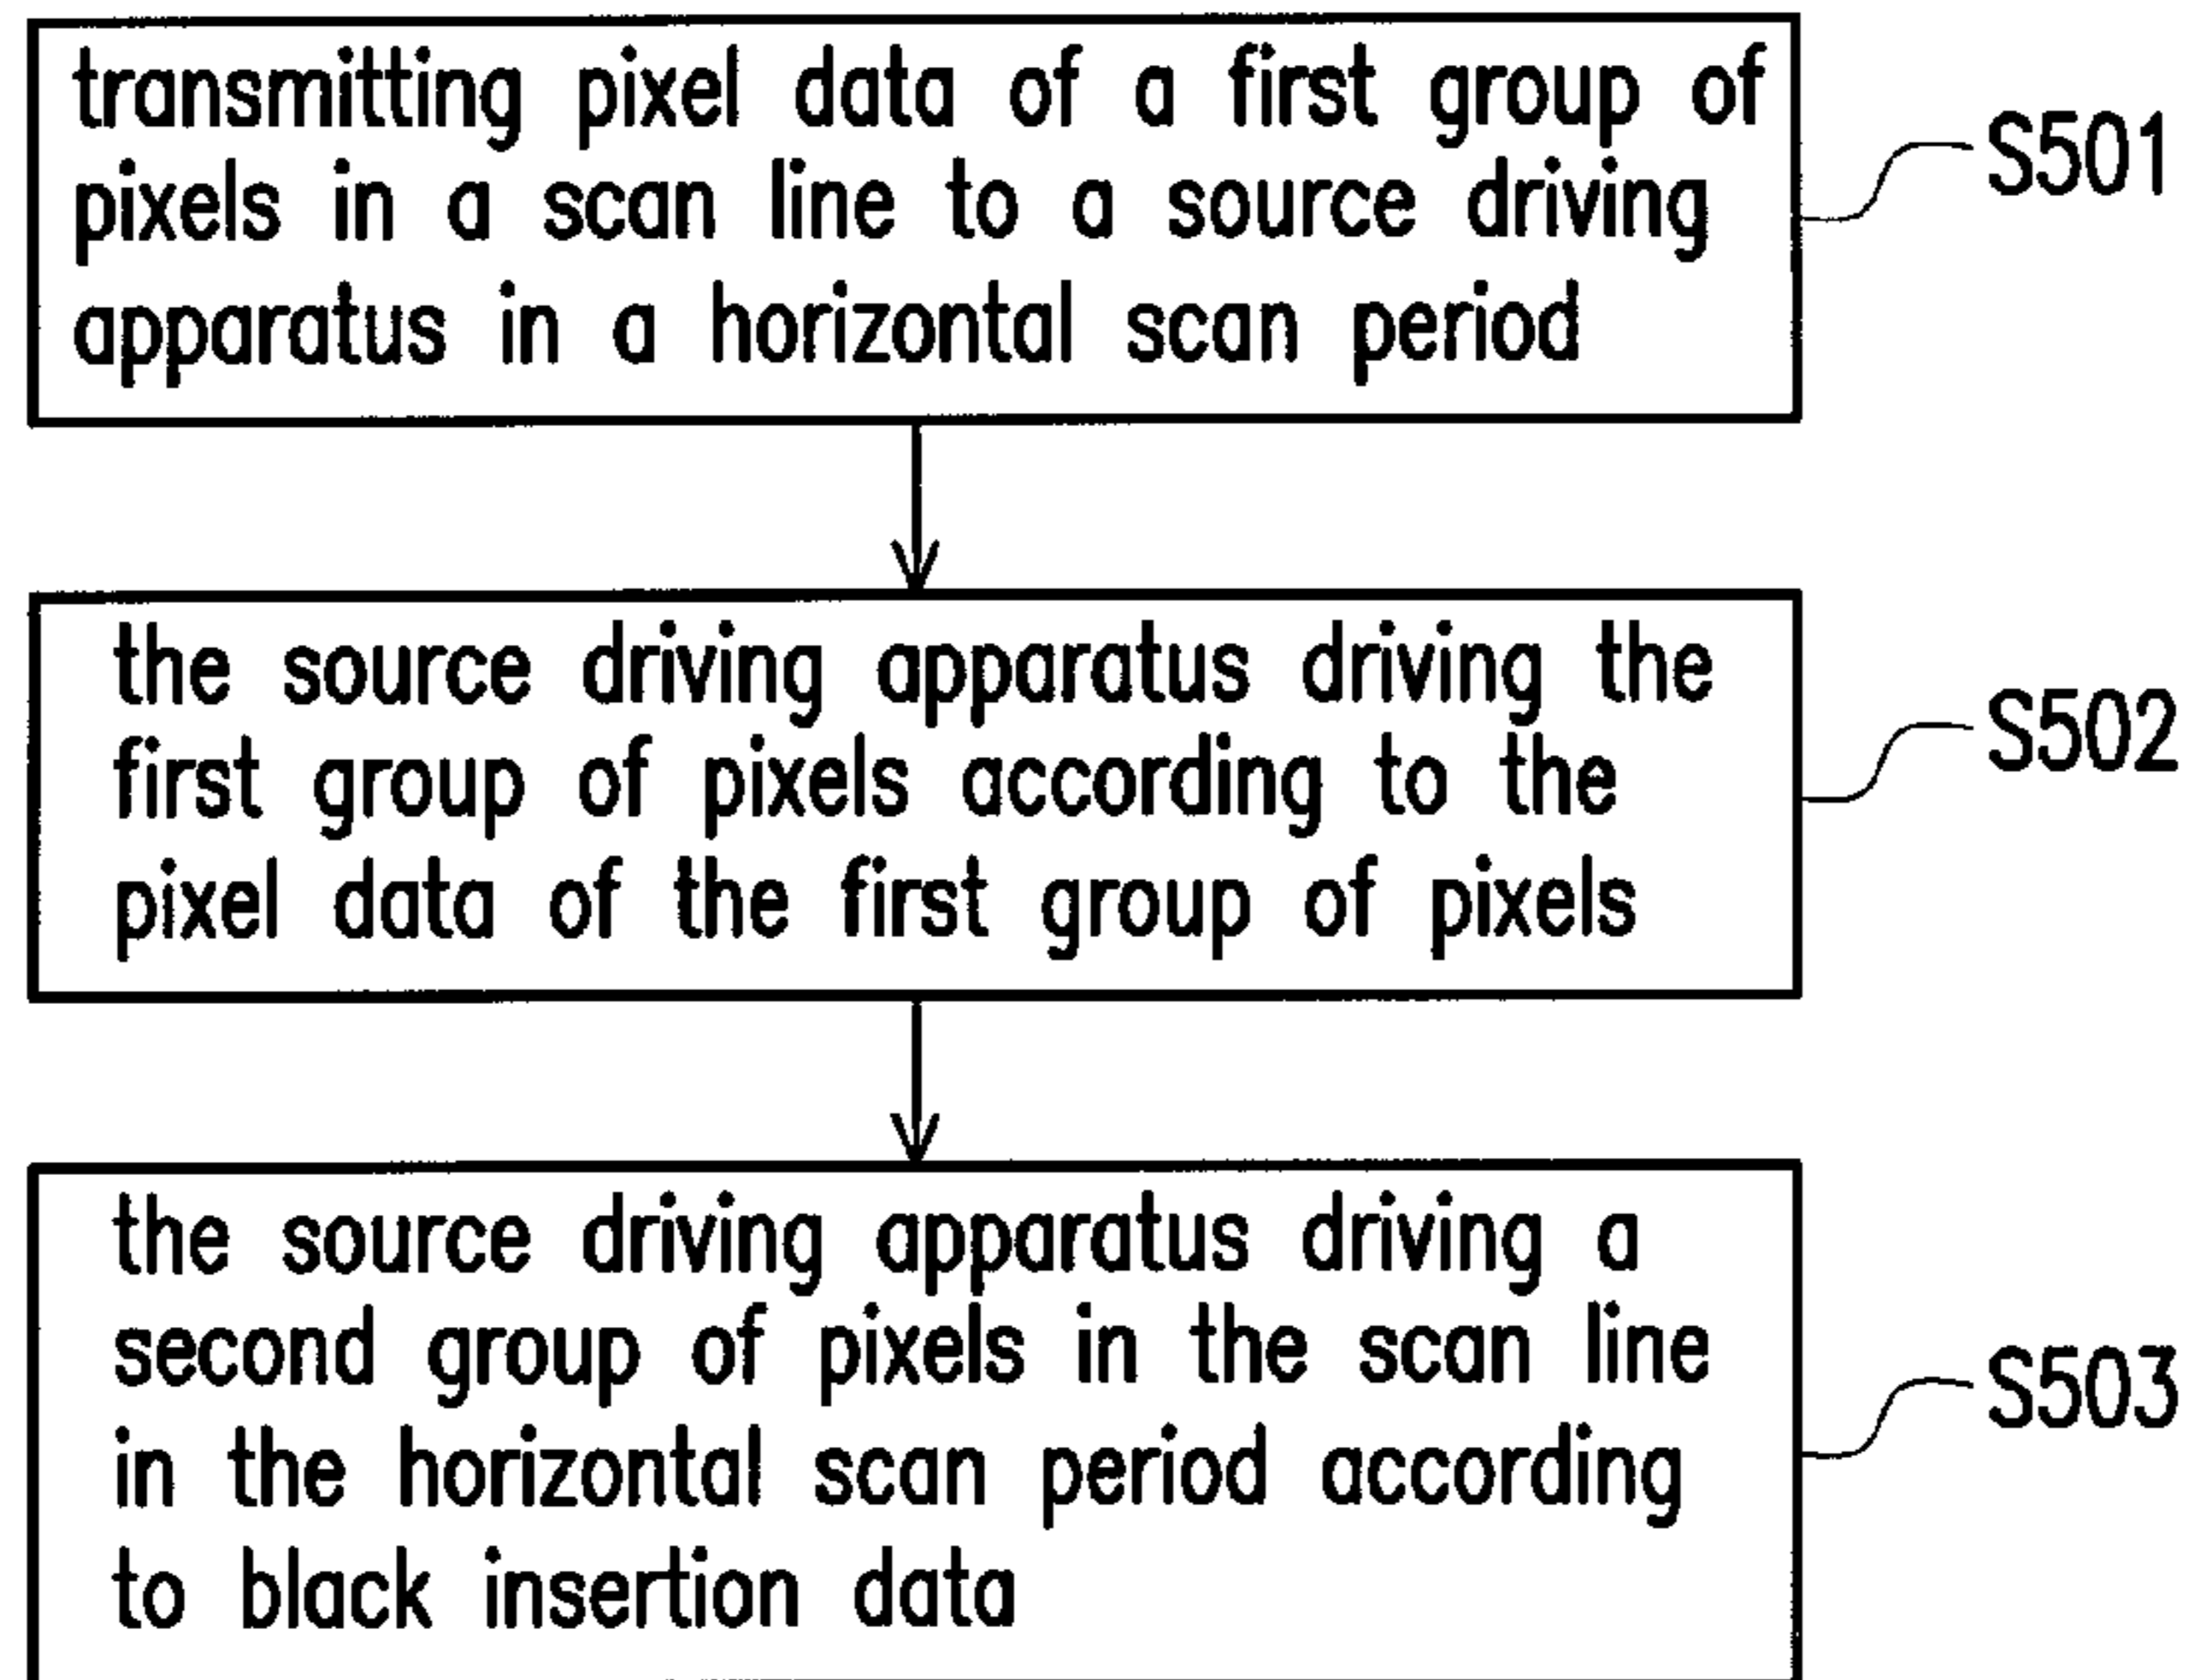 transmitting pixel data of a first group of
pixels in a scan line to a source driving
apparatus in a horizontal scan period
S501
the source driving apparatus driving the
first group of pixels according to the
pixel data of the first group of pixels
S502
the source driving apparatus driving a
second group of pixels in the scan line
in the horizontal scan period according
to black insertion data
S503